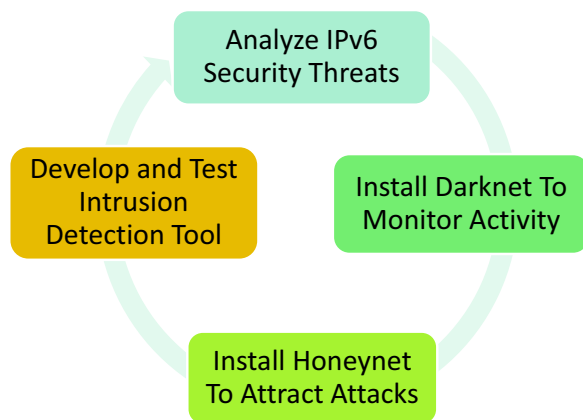 Analyze IPv6
Security Threats
Install Darknet To
Monitor Activity
Install Honeynet
To Attract Attacks
Develop and Test
Intrusion
Detection Tool